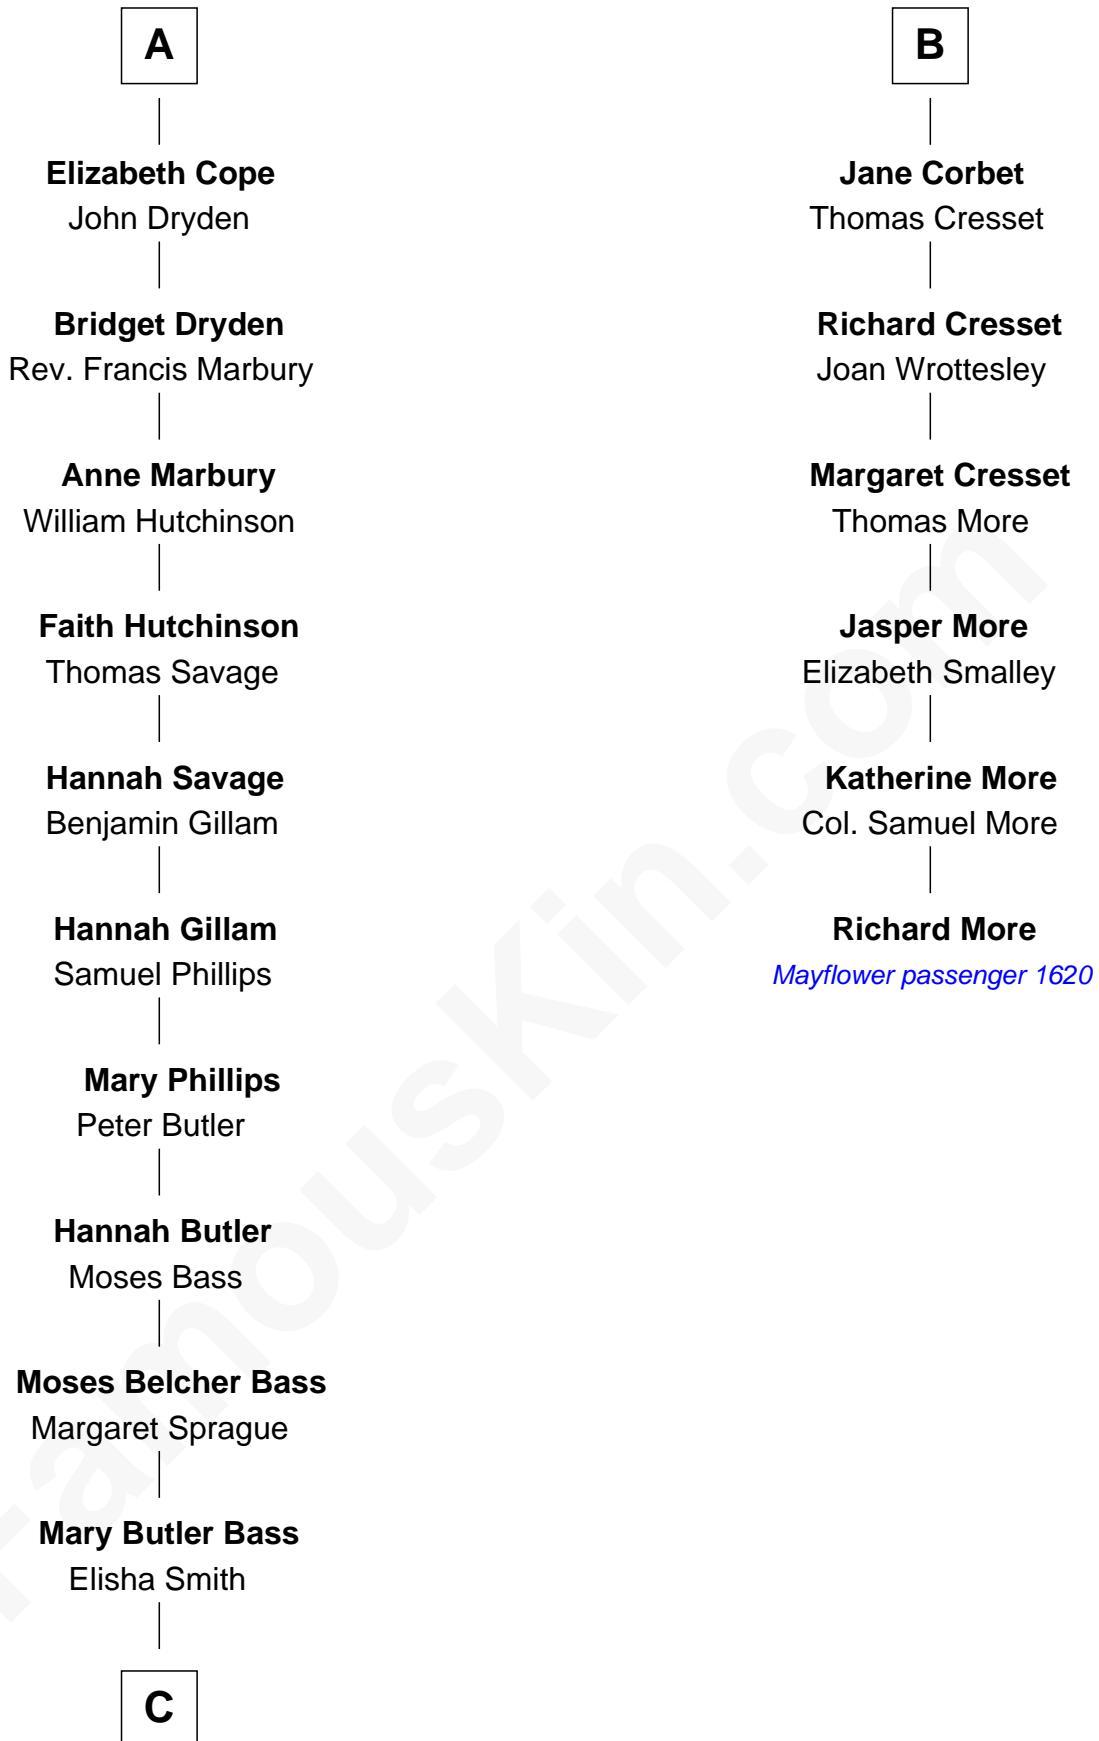 A
Elizabeth Cope
John Dryden
Bridget Dryden
Rev. Francis Marbury
Anne Marbury
William Hutchinson
Faith Hutchinson
Thomas Savage
Hannah Savage
Benjamin Gillam
Hannah Gillam
Samuel Phillips
Mary Phillips
Peter Butler
Hannah Butler
Moses Bass
Moses Belcher Bass
Margaret Sprague
Mary Butler Bass
Elisha Smith
C
B
Jane Corbet
Thomas Cresset
Richard Cresset
Joan Wrottesley
Margaret Cresset
Thomas More
Jasper More
Elizabeth Smalley
Katherine More
Col. Samuel More
Richard More
Mayflower passenger 1620
FamousKin.com